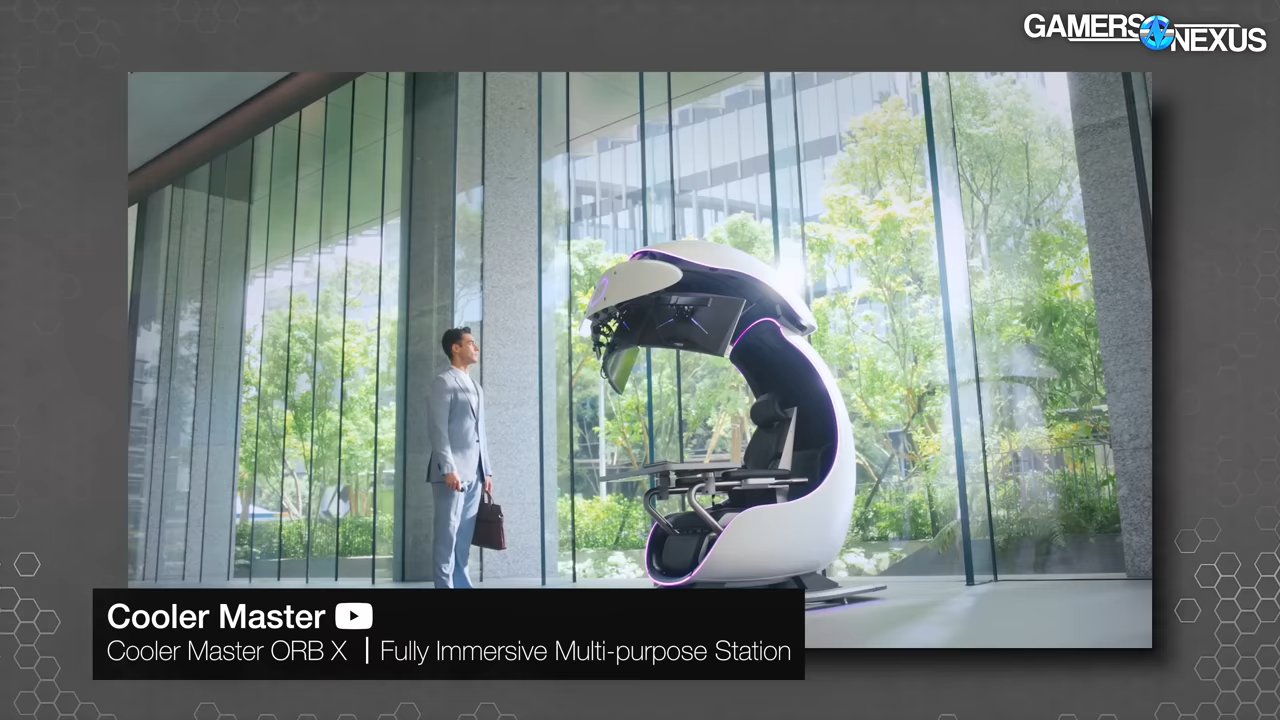 GAMERS NEXUS
Cooler Master
Cooler Master ORB X | Fully Immersive Multi-purpose Station